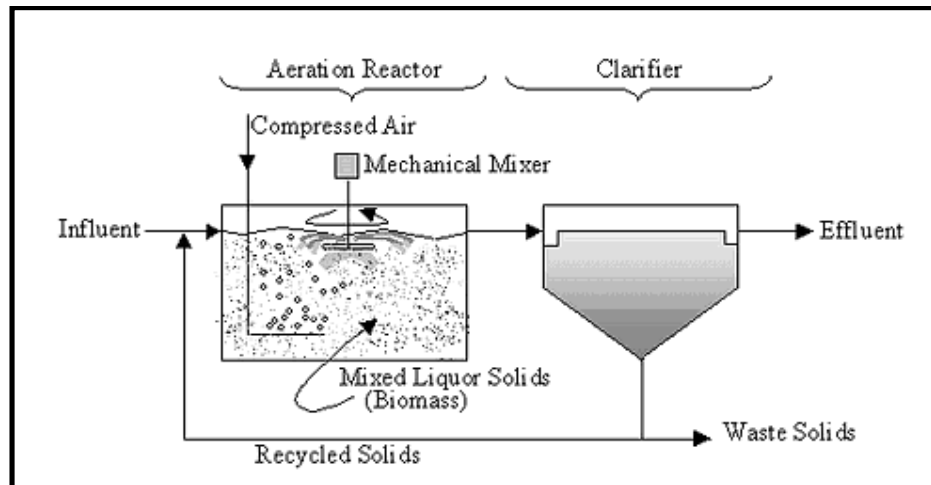 Aeration Reactor
Clarifier
Compressed Air
Mechanical Mixer
Influent
Effluent
Mixed Liquor Solids
(Biomass)
Waste Solids
Recycled Solids